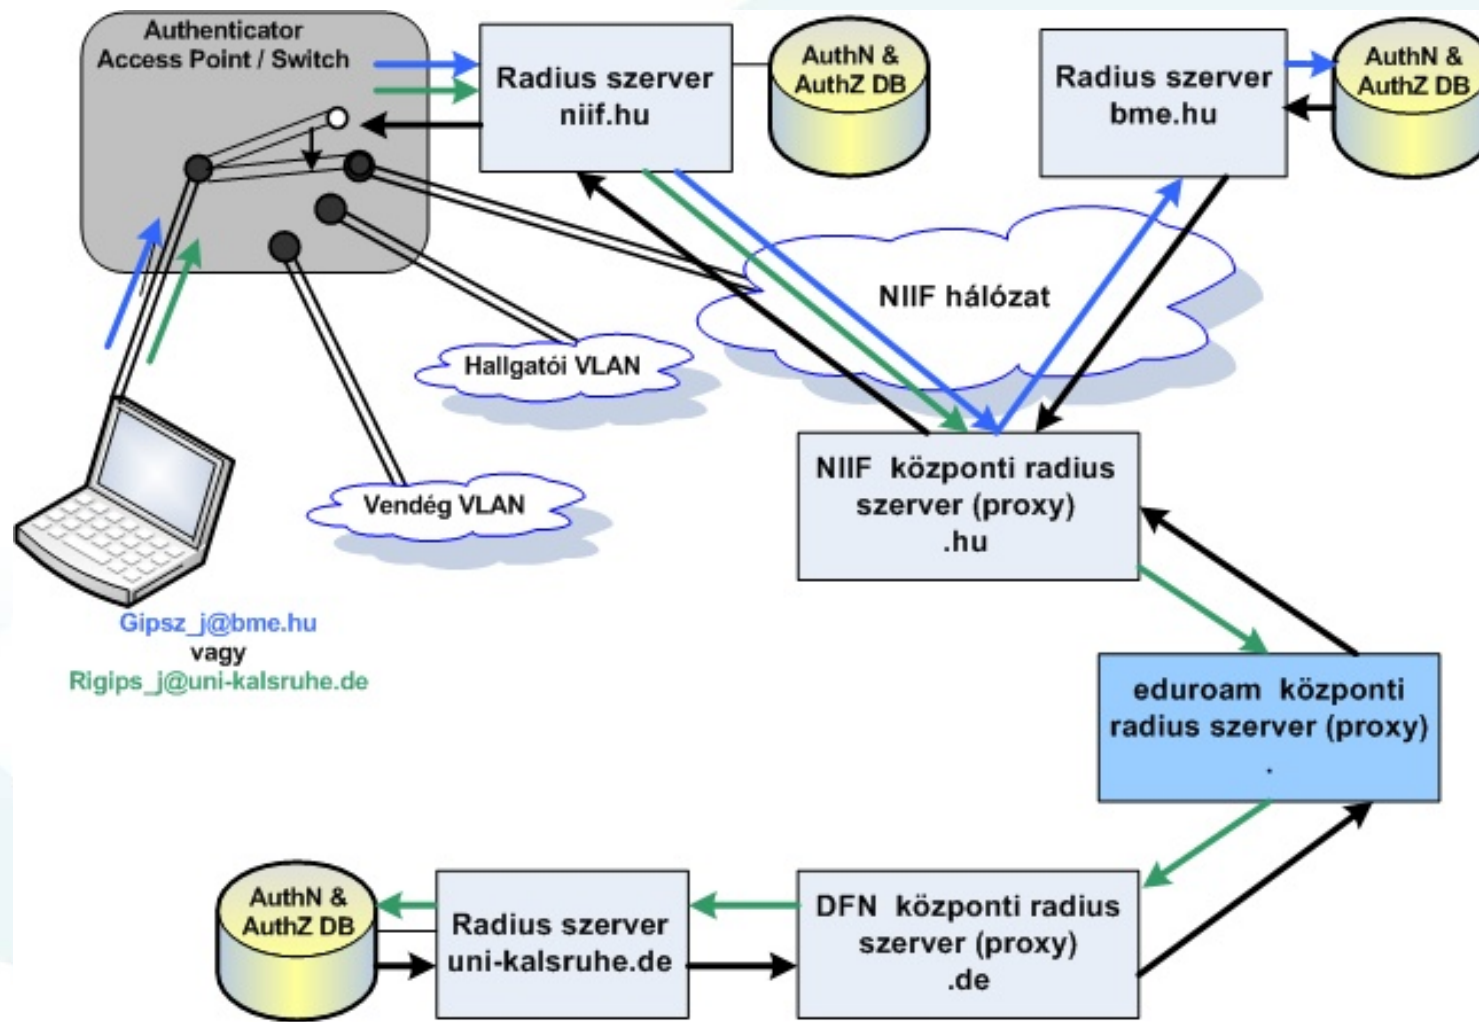 Authenticator
Access Point / Switch
Radius szerver
niif.hu
AuthN &
AuthZ DB
Radius szerver
bme.hu
AuthN &
AuthZ DB
NIIF hálózat
Hallgatói VLAN
Vendég VLAN
NIIF központi radius
szerver (proxy)
.hu
Gipsz_j@bme.hu
vagy
Rigips_j@uni-kalsruhe.de
eduroam központi
radius szerver (proxy)
.
AuthN &
AuthZ DB
Radius szerver
uni-kalsruhe.de
DFN központi radius
szerver (proxy)
.de